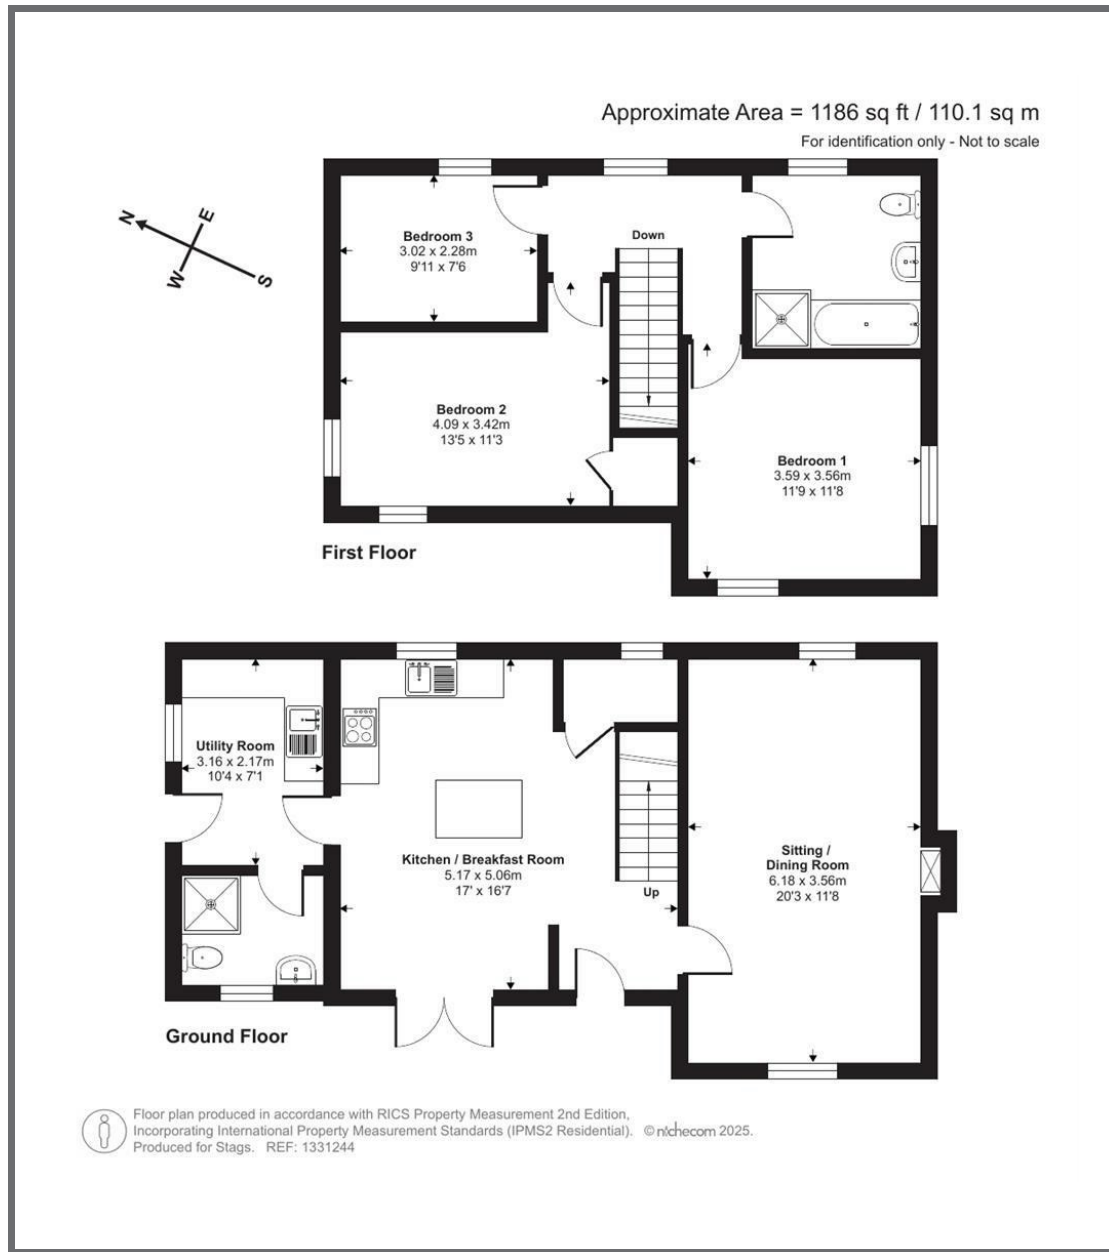 Approximate Area = 1186 sq ft / 110.1 sq m
For identification only - Not to scale
N
E
W
S
Bedroom 3
3.02 x 2.28m
9'11 x 7'6
Down
Bedroom 2
4.09 x 3.42m
13'5 x 11'3
Bedroom 1
3.59 x 3.56m
11'9 x 11'8
First Floor
Utility Room
3.16 x 2.17m
10'4 x 7'1
Kitchen / Breakfast Room
5.17 x 5.06m
17' x 16'7
Up
Sitting /
Dining Room
6.18 x 3.56m
20'3 x 11'8
Ground Floor
Floor plan produced in accordance with RICS Property Measurement 2nd Edition,
Incorporating International Property Measurement Standards (IPMS2 Residential). © nichecom 2025.
Produced for Stags. REF: 1331244